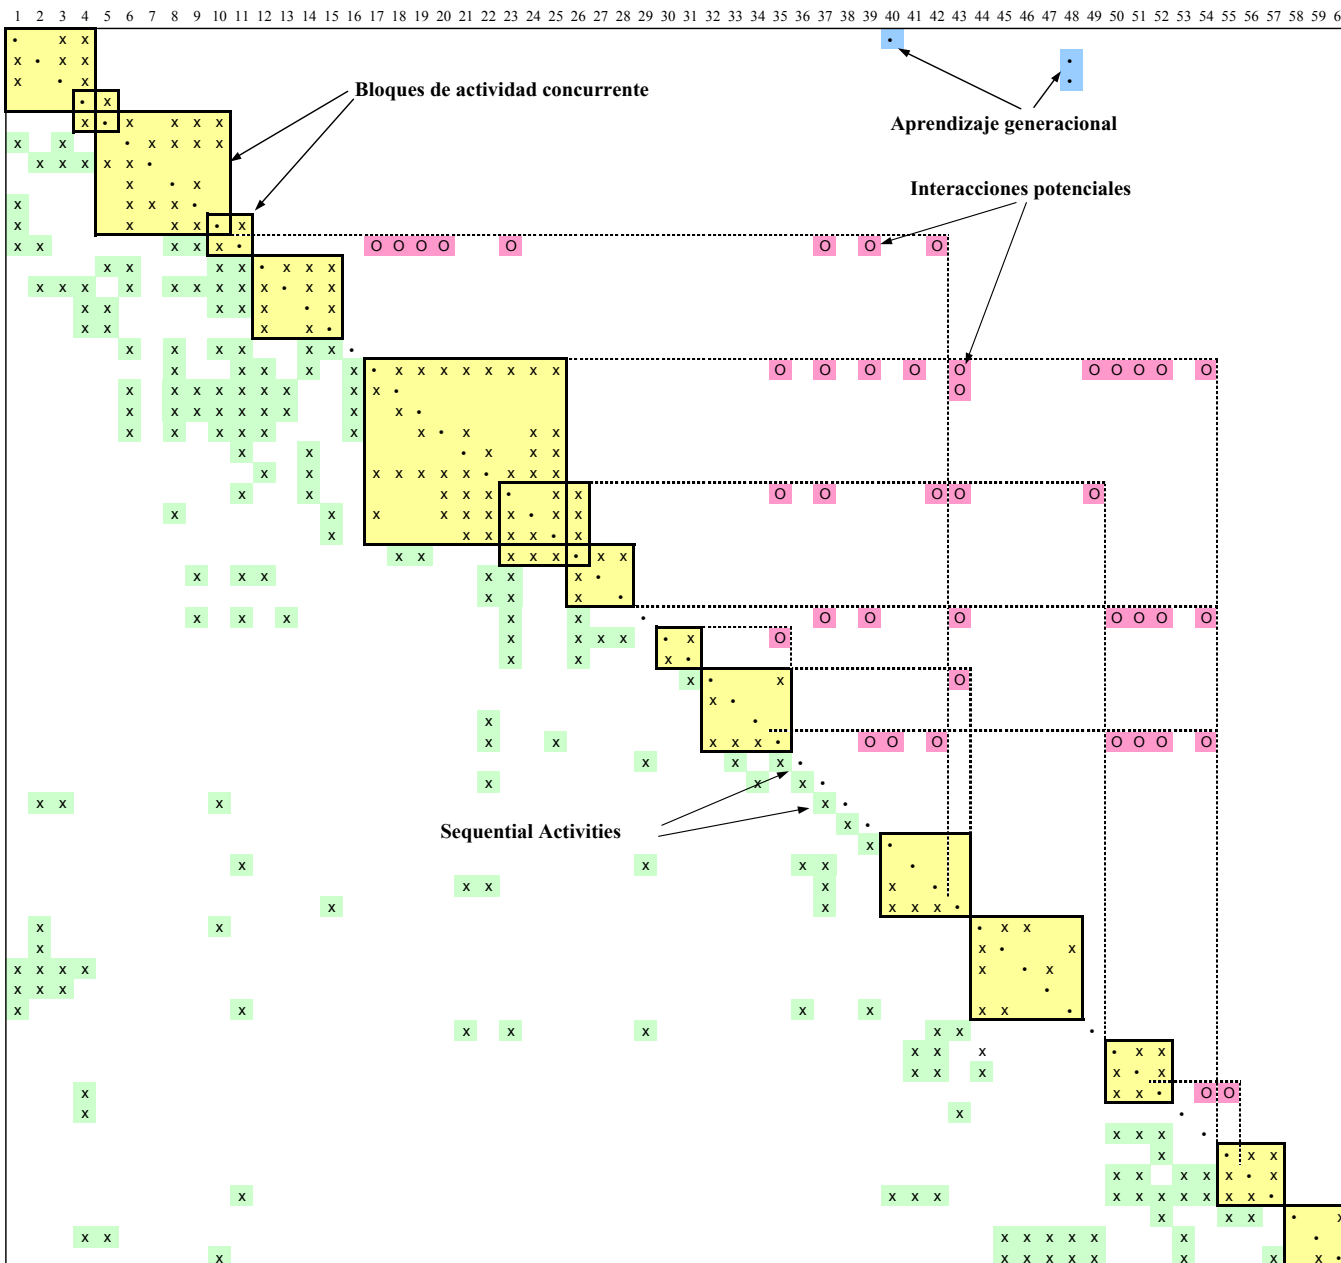 1 2 3 4 5 6 7 8 9 10 11 12 13 14 15 16 17 18 19 20 21 22 23 24 25 26 27 28 29 30 31 32 33 34 35 36 37 38 39 40 41 42 43 44 45 46 47 48 49 50 51 52 53 54 55 56 57 58 59 6
• x x •
x • x x •
x • x •
Bloques de actividad concurrente
• x
Aprendizaje generacional
x • x x x x
x x • x x x x
x x x x x •
x • x
Interacciones potenciales
x x x x •
x x x x • x
x x x x x • O O O O O O O O
x x x x • x x x
x x x x x x x x x • x x
x x x x x • x
x x x x •
x x x x x x •
x x x x x • x x x x x x x x O O O O O O O O O O
x x x x x x x x x • O
x x x x x x x x x •
x x x x x x x • x x x
x x • x x x
x x x x x x x • x x x
x x x x x • x x O O O O O
x x x x x x x • x x
x x x x x • x
x x x x x • x x
x x x x x x •
x x x •
x x x x x • O O O O O O O
x x x x • x O
x x x •
x • x O
x •
x •
x x x x x • O O O O O O O
x x x •
x x x •
x x x x •
Sequential Activities
x •
x •
x x x x •
x x x x •
x x x x x •
x x • x x
x x • x
x x x x x • x
x x x •
x x x x x x •
x x x x x •
x x x • x x
x x x x • x
x x x • O O
x x •
x x x •
x • x x
x x x x x • x
x x x x x x x x x x x •
x x x • x
x x x x x x x x •
x x x x x x x x x •